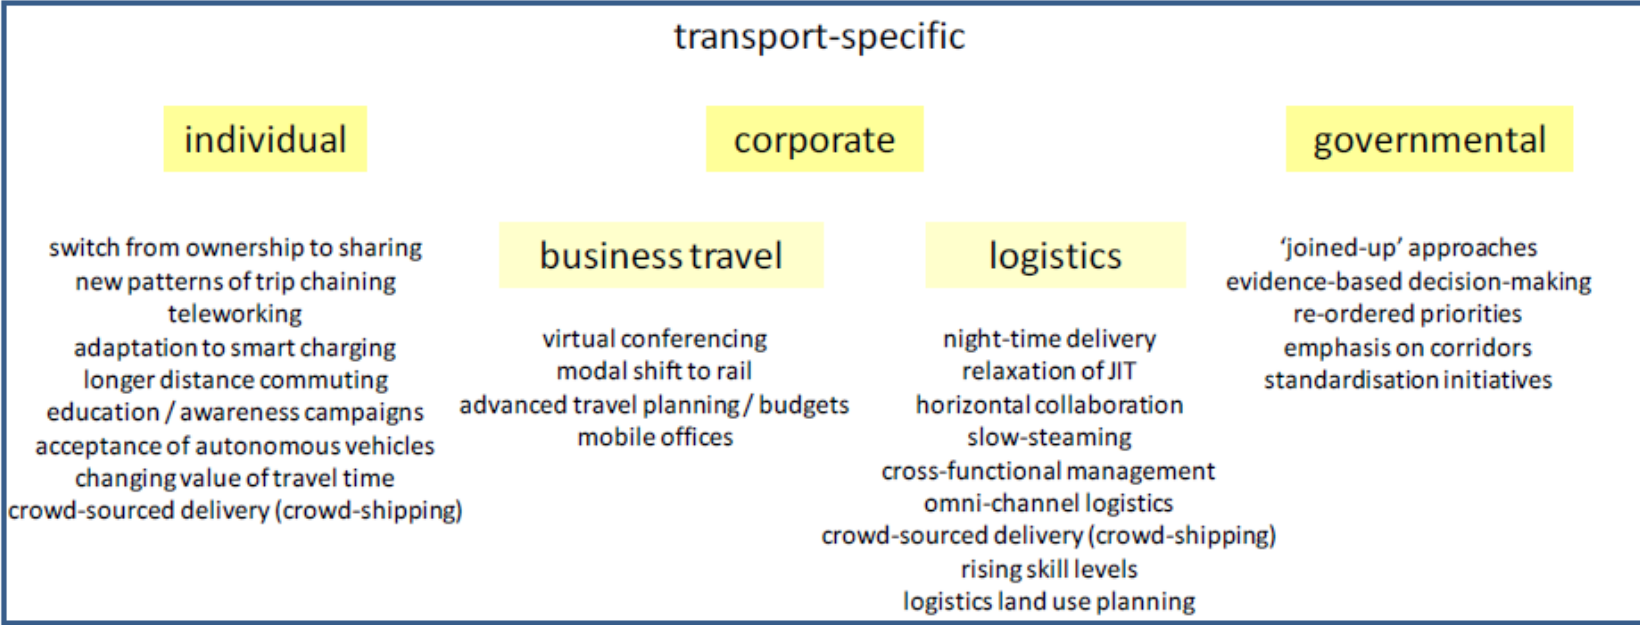 transport-specific
individual
corporate
governmental
switch from ownership to sharing
new patterns of trip chaining
teleworking
adaptation to smart charging
longer distance commuting
education / awareness campaigns
acceptance of autonomous vehicles
changing value of travel time
crowd-sourced delivery (crowd-shipping)
business travel
virtual conferencing
modal shift to rail
advanced travel planning / budgets
mobile offices
logistics
night-time delivery
relaxation of JIT
horizontal collaboration
slow-steaming
cross-functional management
omni-channel logistics
crowd-sourced delivery (crowd-shipping)
rising skill levels
logistics land use planning
‘joined-up’ approaches
evidence-based decision-making
re-ordered priorities
emphasis on corridors
standardisation initiatives